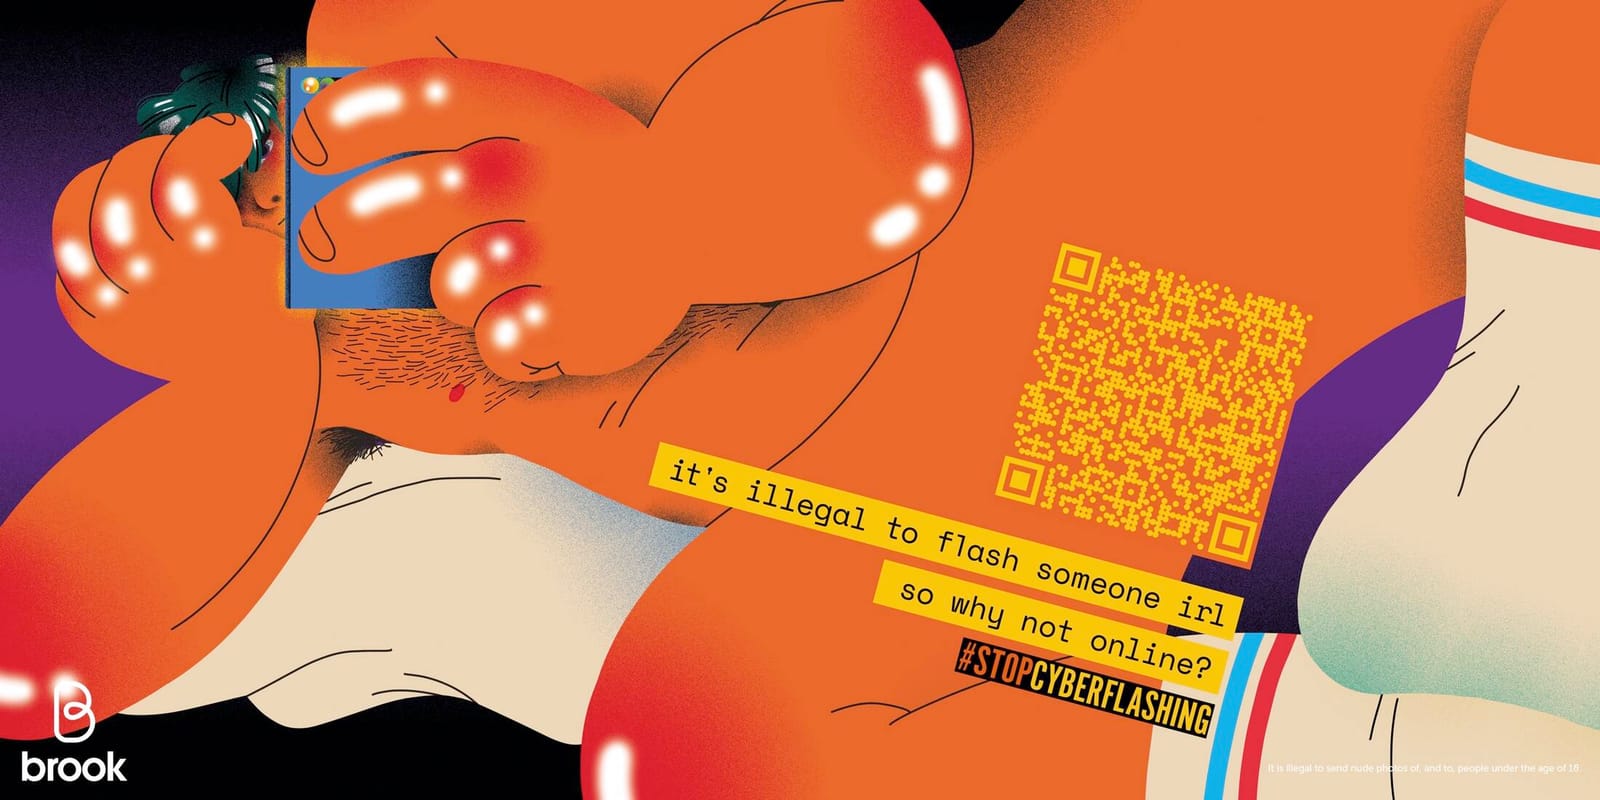 it's illegal to flash someone irl
so why not online?
#STOPCYBERFLASHING
brook
It is illegal to send nude photos of, and to, people under the age of 18.